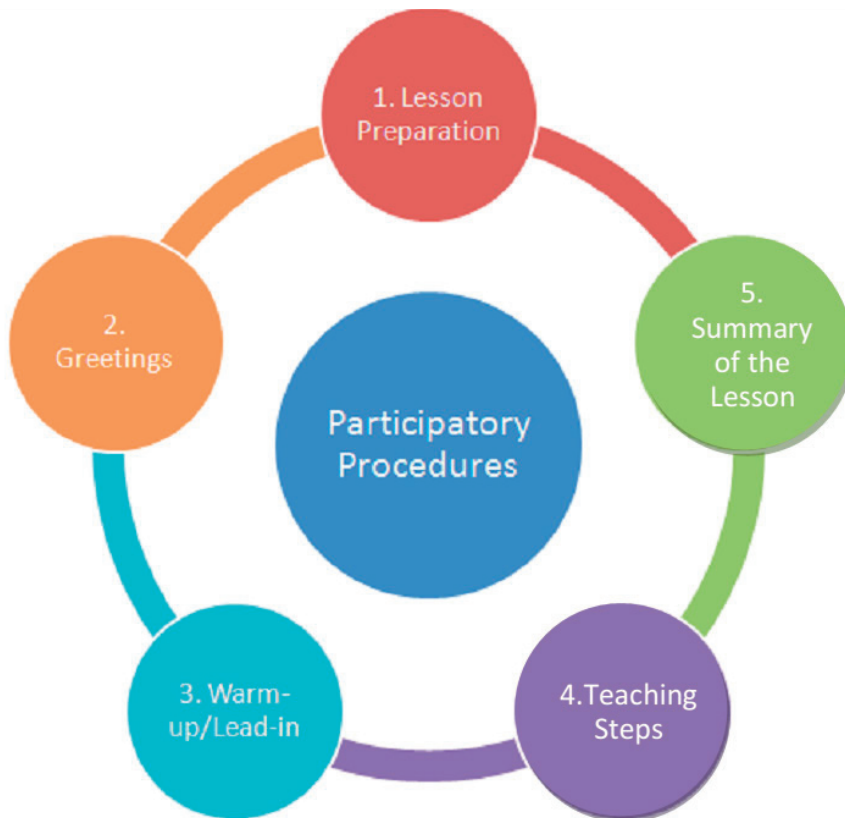 1. Lesson
Preparation
2.
Greetings
3. Warm-
up/Lead-in
4.Teaching
Steps
5.
Summary
of the
Lesson
Participatory
Procedures